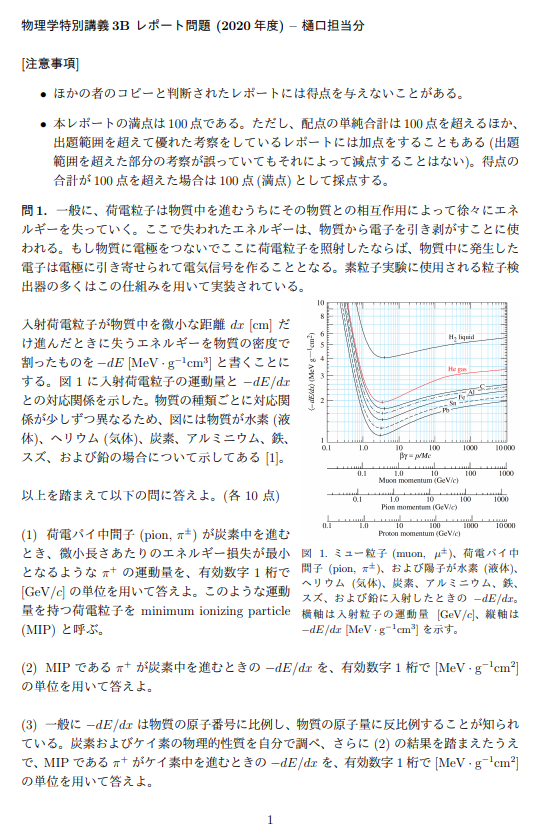 物理学特別講義 3B レポート問題 (2020 年度) – 樋口担当分
[注意事項]
• ほかの者のコピーと判断されたレポートには得点を与えないことがある。
• 本レポートの満点は 100 点である。ただし、配点の単純合計は 100 点を超えるほか、
出題範囲を超えて優れた考察をしているレポートには加点をすることもある (出題
範囲を超えた部分の考察が誤っていてもそれによって減点することはない)。得点の
合計が 100 点を超えた場合は 100 点 (満点) として採点する。
問 1. 一般に、荷電粒子は物質中を進むうちにその物質との相互作用によって徐々にエネ
ルギーを失っていく。ここで失われたエネルギーは、物質から電子を引き剥がすことに使
われる。もし物質に電極をつないでここに荷電粒子を照射したならば、物質中に発生した
電子は電極に引き寄せられて電気信号を作ることとなる。素粒子実験に使用される粒子検
出器の多くはこの仕組みを用いて実装されている。
入射荷電粒子が物質中を微小な距離 dx [cm] だ
け進んだときに失うエネルギーを物質の密度で
割ったものを −dE [MeV · g⁻¹cm³] と書くことに
する。図 1 に入射荷電粒子の運動量と −dE/dx
との対応関係を示した。物質の種類ごとに対応関
係が少しずつ異なるため、図には物質が水素 (液
体)、ヘリウム (気体)、炭素、アルミニウム、鉄、
スズ、および鉛の場合について示してある [1]。
以上を踏まえて以下の問に答えよ。(各 10 点)
(1) 荷電パイ中間子 (pion, π±) が炭素中を進む
とき、微小長さあたりのエネルギー損失が最小
となるような π⁺ の運動量を、有効数字 1 桁で
[GeV/c] の単位を用いて答えよ。このような運動
量を持つ荷電粒子を minimum ionizing particle
(MIP) と呼ぶ。
(−dE/dx) (MeV g⁻¹cm²)
10
8
6
5
4
3
2
1
H₂ liquid
He gas
C
Al
Fe
Sn
Pb
0.1 1.0 10 100 1000 10000
βγ = p/Mc
0.1 1.0 10 100 1000
Muon momentum (GeV/c)
0.1 1.0 10 100 1000
Pion momentum (GeV/c)
0.1 1.0 10 100 1000 10000
Proton momentum (GeV/c)
図 1. ミュー粒子 (muon, μ±)、荷電パイ中
間子 (pion, π±)、および陽子が水素 (液体)、
ヘリウム (気体)、炭素、アルミニウム、鉄、
スズ、および鉛に入射したときの −dE/dx。
横軸は入射粒子の運動量 [GeV/c]、縦軸は
−dE/dx [MeV · g⁻¹cm²] を示す。
(2) MIP である π⁺ が炭素中を進むときの −dE/dx を、有効数字 1 桁で [MeV · g⁻¹cm²]
の単位を用いて答えよ。
(3) 一般に −dE/dx は物質の原子番号に比例し、物質の原子量に反比例することが知られ
ている。炭素およびケイ素の物理的性質を自分で調べ、さらに (2) の結果を踏まえたうえ
で、MIP である π⁺ がケイ素中を進むときの −dE/dx を、有効数字 1 桁で [MeV · g⁻¹cm²]
の単位を用いて答えよ。
1